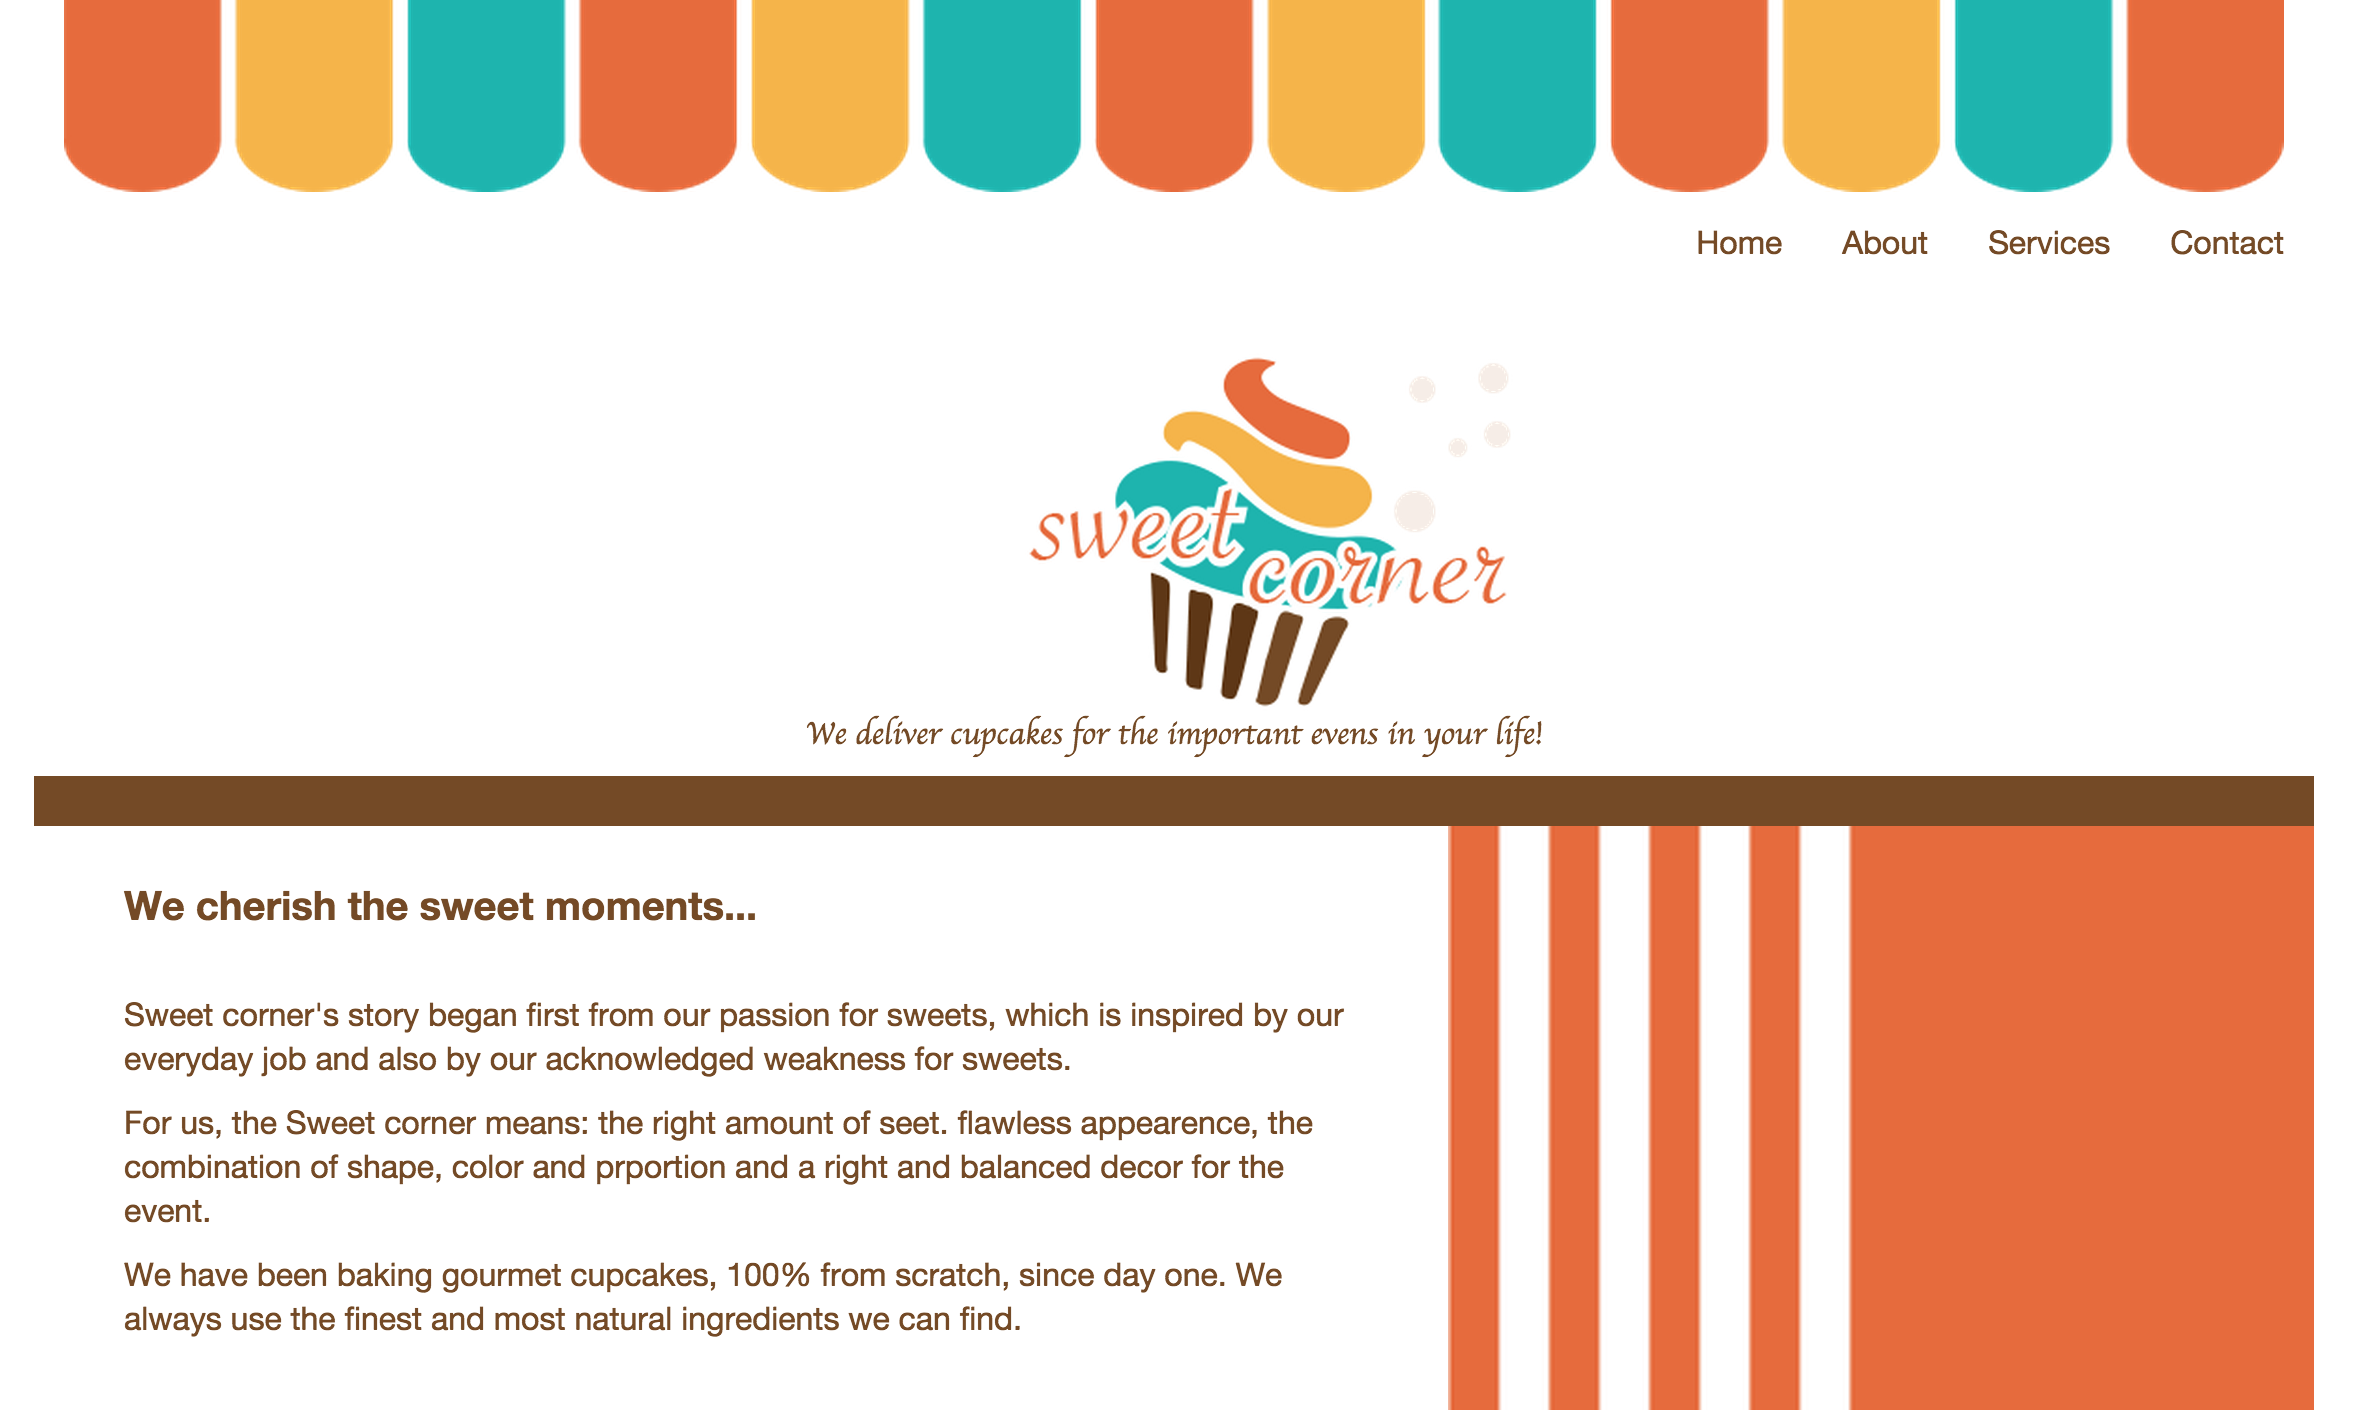 Home About Services Contact
sweet
corner
We deliver cupcakes for the important evens in your life!
We cherish the sweet moments...
Sweet corner's story began first from our passion for sweets, which is inspired by our
everyday job and also by our acknowledged weakness for sweets.
For us, the Sweet corner means: the right amount of seet. flawless appearence, the
combination of shape, color and prportion and a right and balanced decor for the
event.
We have been baking gourmet cupcakes, 100% from scratch, since day one. We
always use the finest and most natural ingredients we can find.